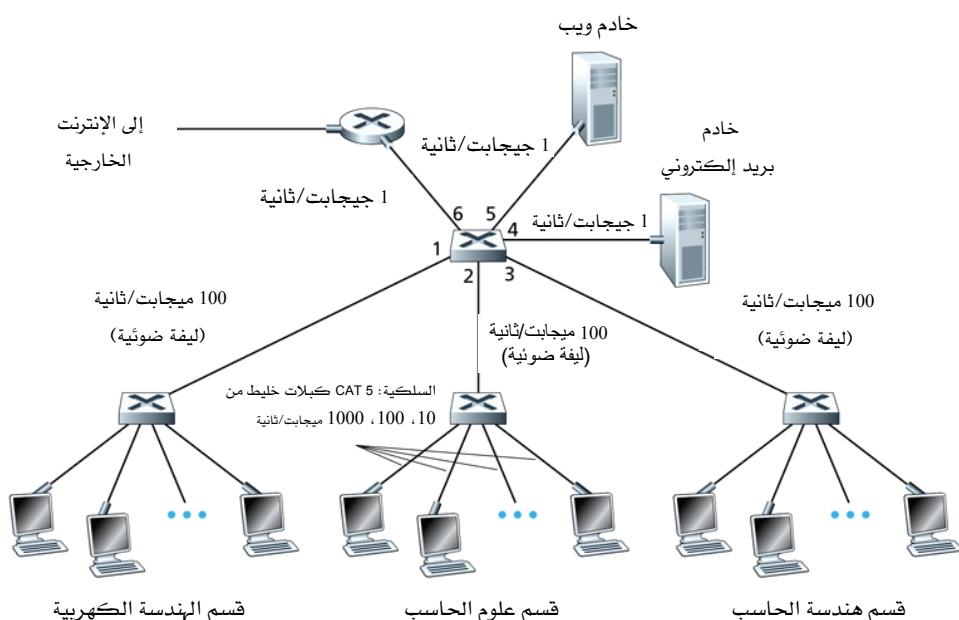 خادم ويب
إلى الإنترنت
الخارجية
خادم
بريد إلكتروني
1 جيجابت/ثانية
1 جيجابت/ثانية
1 جيجابت/ثانية
6
5
4
1
2
3
100 ميجابت/ثانية
(ليفة ضوئية)
100 ميجابت/ثانية
(ليفة ضوئية)
100 ميجابت/ثانية
(ليفة ضوئية)
السلكية: CAT 5 كبلات خليط من
10، 100، 1000 ميجابت/ثانية
قسم هندسة الحاسب
قسم علوم الحاسب
قسم الهندسة الكهربية